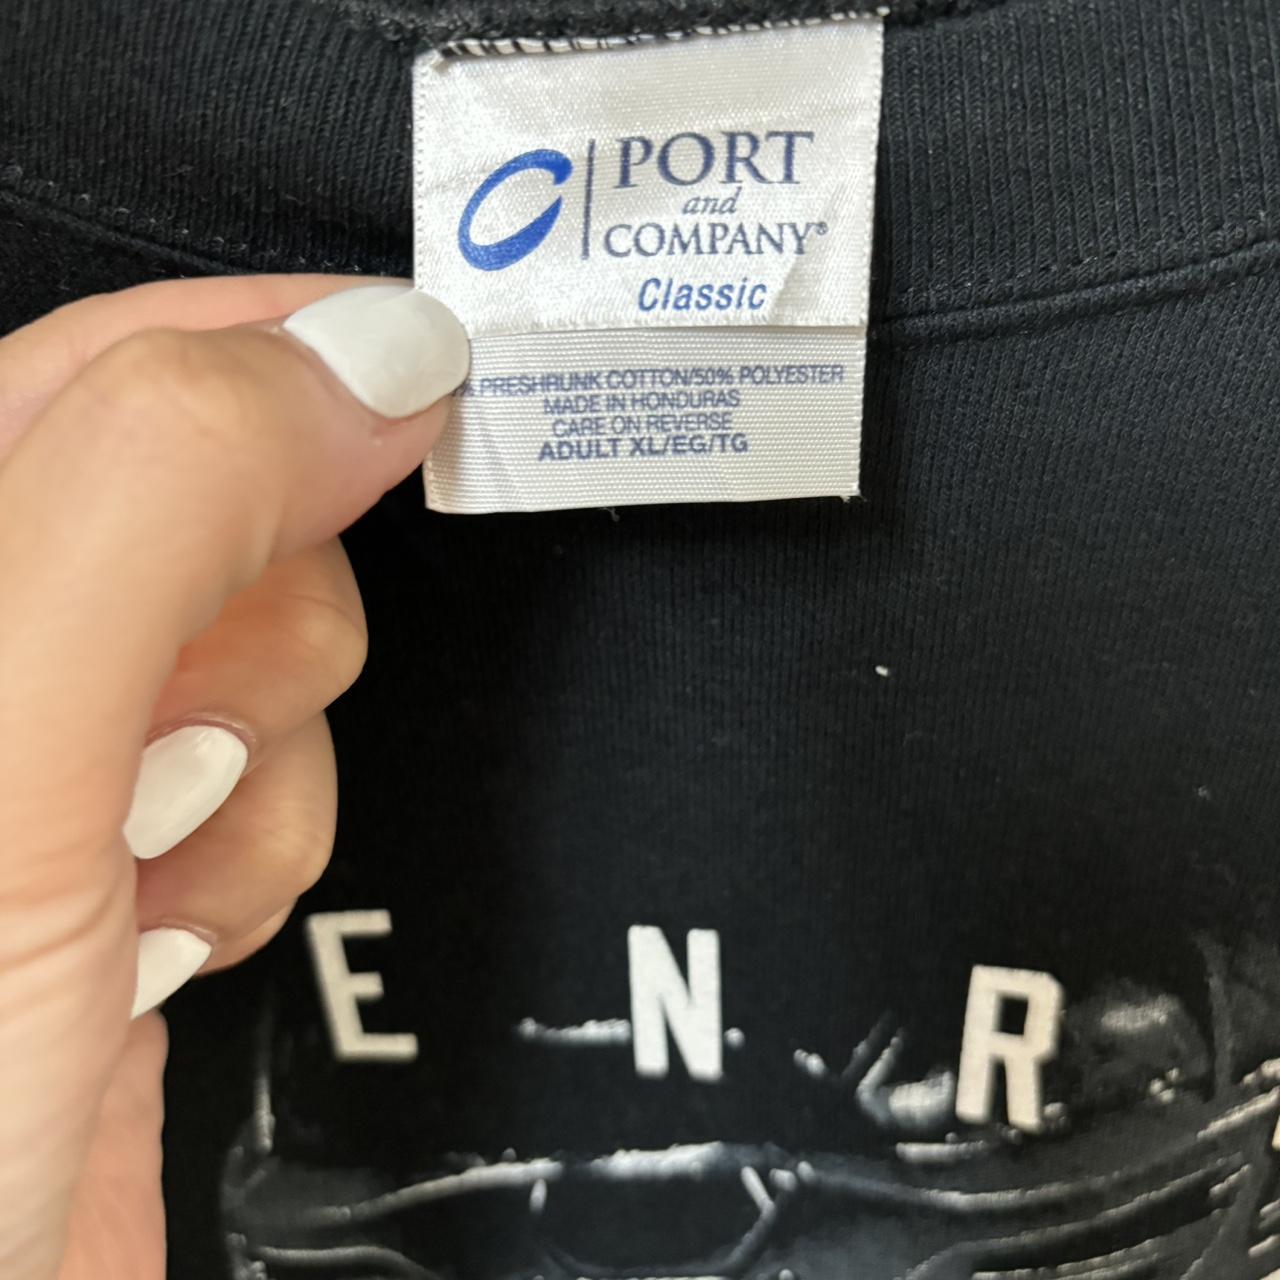 PORT
and
COMPANY®
Classic
% PRESHRUNK COTTON/50% POLYESTER
MADE IN HONDURAS
CARE ON REVERSE
ADULT XL/EG/TG
E N R